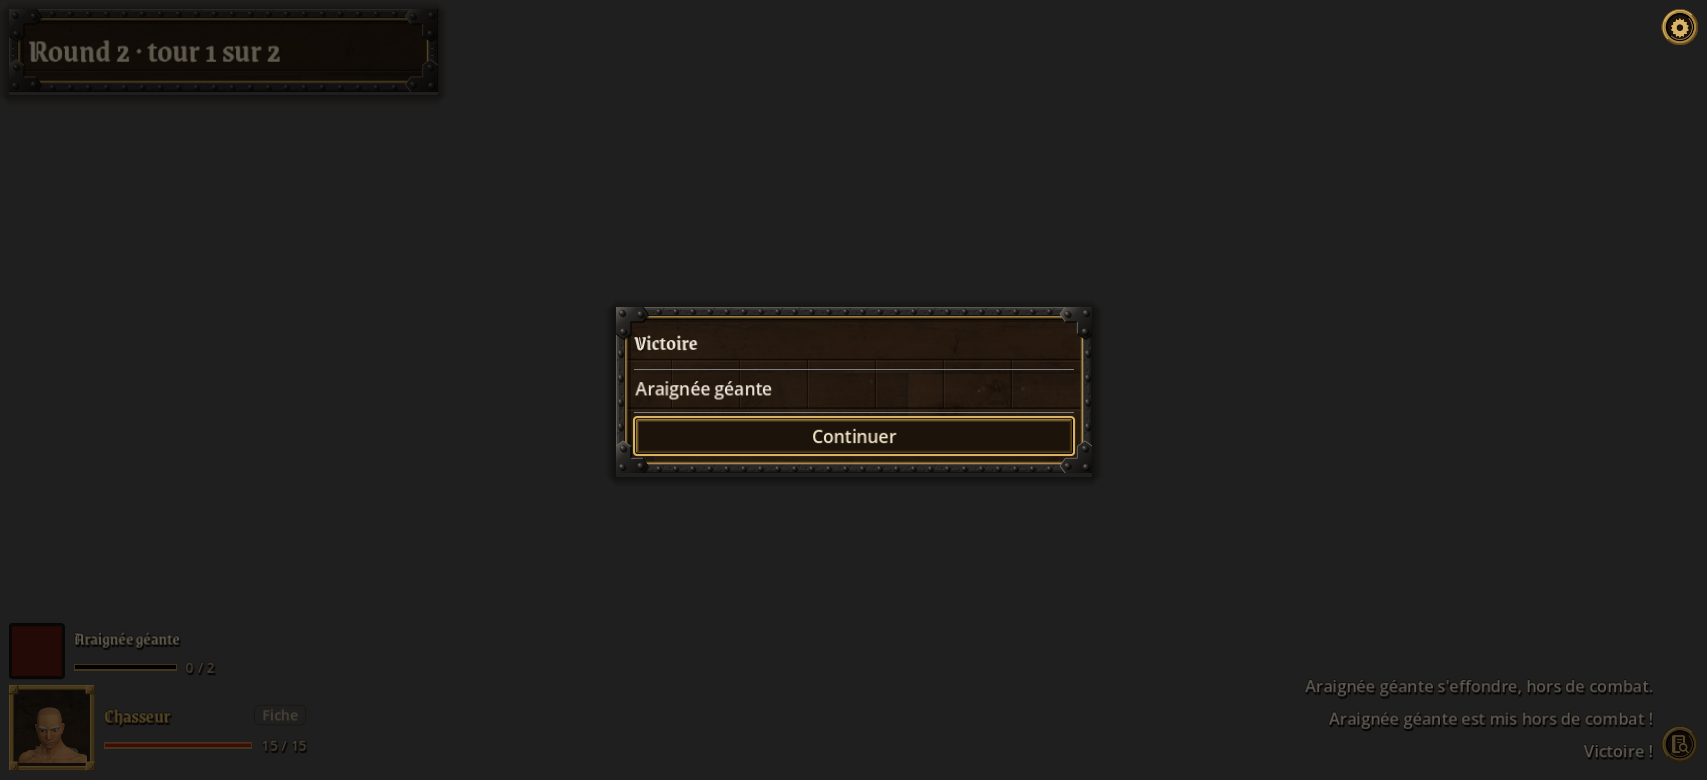 Round 2 · tour 1 sur 2
Victoire
Araignée géante
Continuer
Araignée géante
0 / 2
Chasseur
Fiche
15 / 15
Araignée géante s'effondre, hors de combat.
Araignée géante est mis hors de combat !
Victoire !